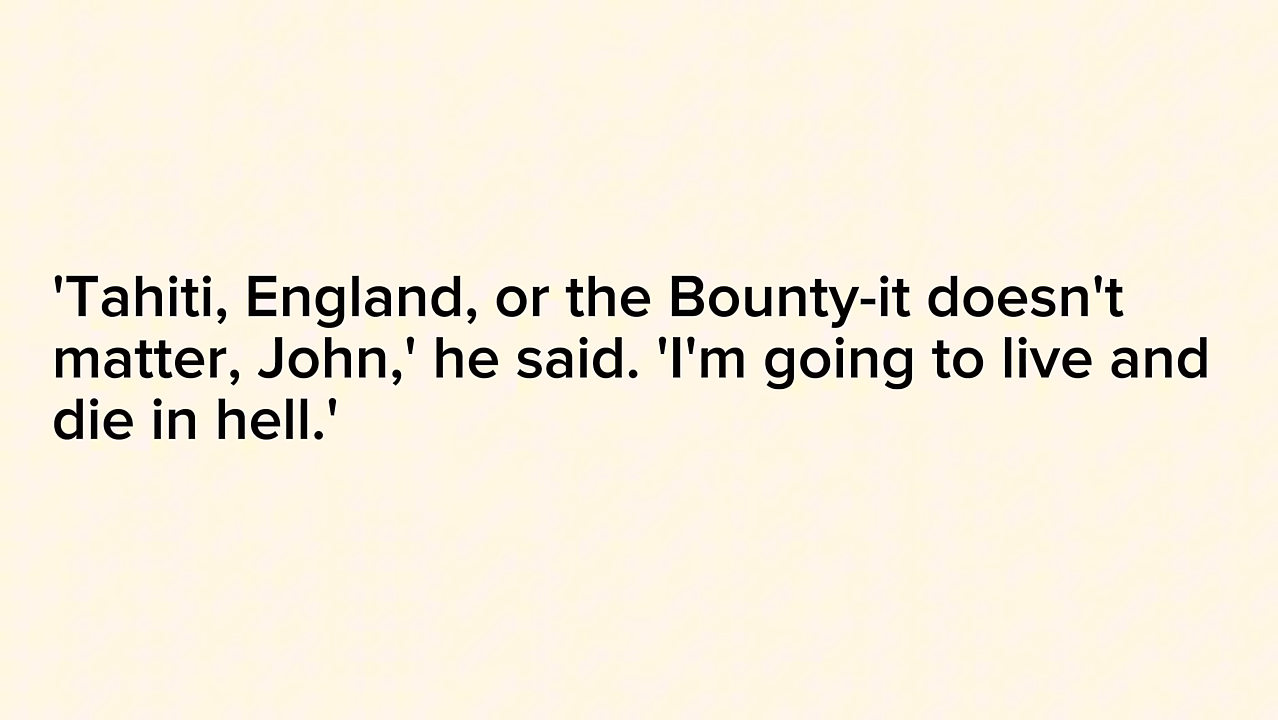 'Tahiti, England, or the Bounty-it doesn't
matter, John,' he said. 'I'm going to live and
die in hell.'